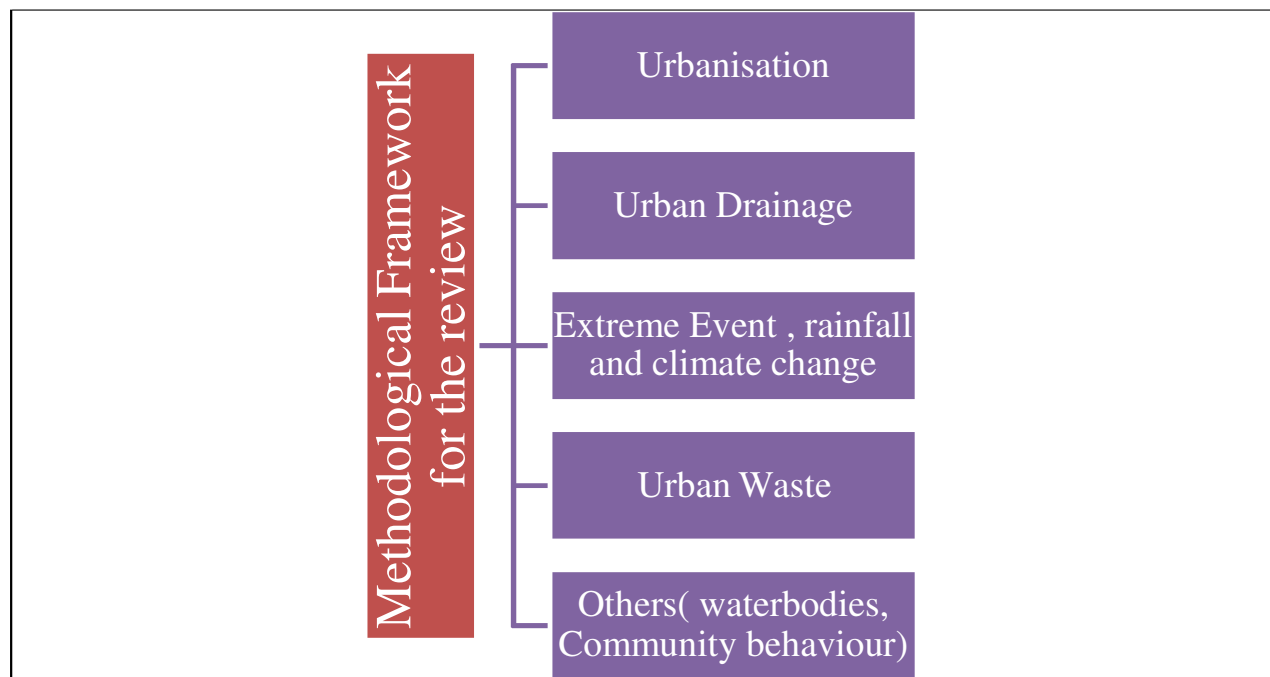 Methodological Framework
for the review
Urbanisation
Urban Drainage
Extreme Event , rainfall
and climate change
Urban Waste
Others( waterbodies,
Community behaviour)